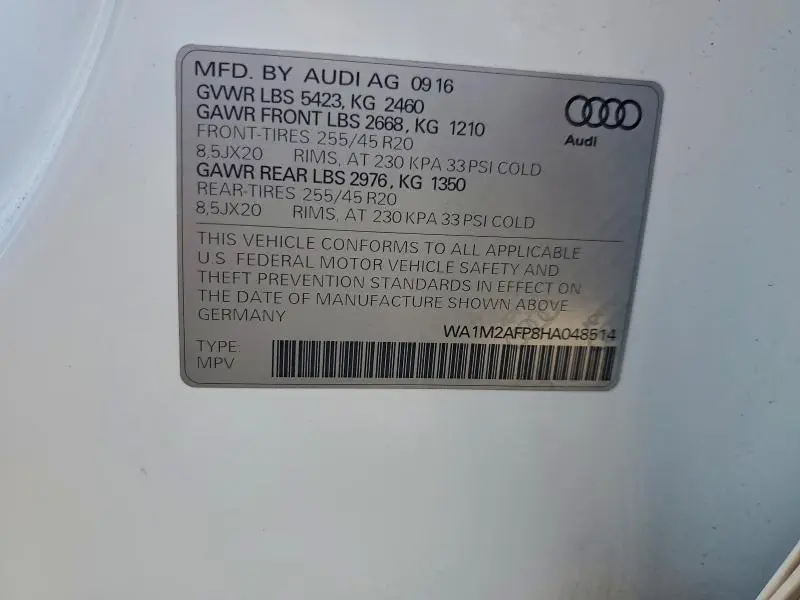 MFD. BY AUDI AG 0916
GVWR LBS 5423, KG 2460
GAWR FRONT LBS 2668, KG 1210
FRONT-TIRES 255/45 R20
8,5JX20 RIMS, AT 230 KPA 33 PSI COLD
GAWR REAR LBS 2976, KG 1350
REAR-TIRES 255/45 R20
8,5JX20 RIMS, AT 230 KPA 33 PSI COLD
Audi
THIS VEHICLE CONFORMS TO ALL APPLICABLE
U.S. FEDERAL MOTOR VEHICLE SAFETY AND
THEFT PREVENTION STANDARDS IN EFFECT ON
THE DATE OF MANUFACTURE SHOWN ABOVE
GERMANY
WA1M2AFP8HA048514
TYPE:
MPV